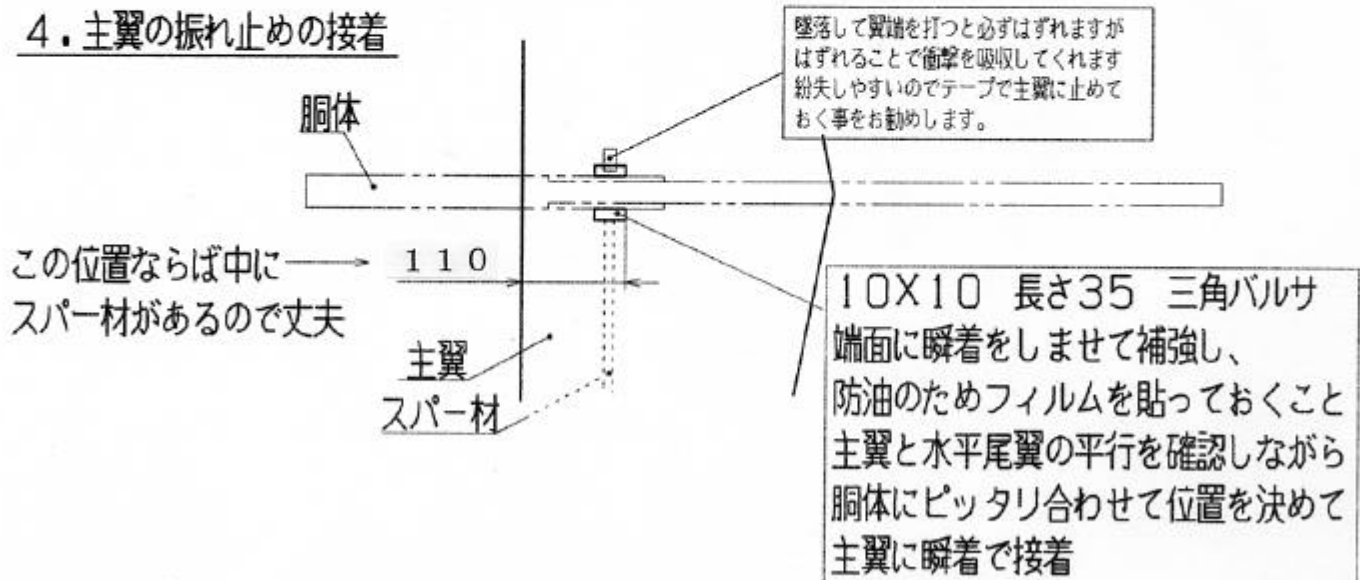 4．主翼の振れ止めの接着
墜落して翼端を打つと必ずはずれますが
はずれることで衝撃を吸収してくれます
紛失しやすいのでテープで主翼に止めて
おく事をお勧めします。
胴体
この位置ならば中に
スパー材があるので丈夫
110
主翼
スパー材
10X10 長さ35 三角バルサ
端面に瞬着をしませて補強し、
防油のためフィルムを貼っておくこと
主翼と水平尾翼の平行を確認しながら
胴体にピッタリ合わせて位置を決めて
主翼に瞬着で接着